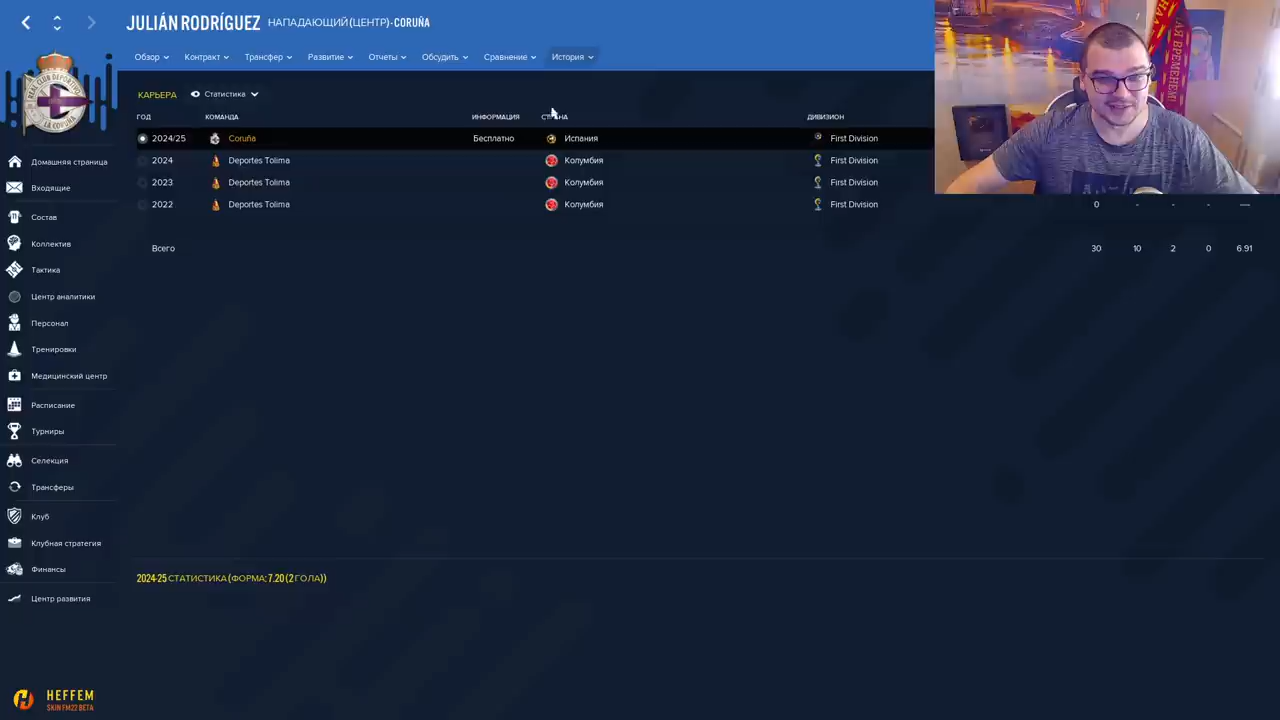 JULIÁN RODRÍGUEZ НАПАДАЮЩИЙ (ЦЕНТР) - CORUÑA
Обзор Контракт Трансфер Развитие Отчеты Обсудить Сравнение История
КАРЬЕРА Статистика
ГОД КОМАНДА ИНФОРМАЦИЯ ДИВИЗИОН
2024/25 Coruña Бесплатно Испания First Division
2024 Deportes Tolima Колумбия First Division
2023 Deportes Tolima Колумбия First Division
2022 Deportes Tolima Колумбия First Division 0 - - - ---
Всего 30 10 2 0 6.91
Домашняя страница
Входящие
Состав
Коллектив
Тактика
Центр аналитики
Персонал
Тренировки
Медицинский центр
Расписание
Турниры
Селекция
Трансферы
Клуб
Клубная стратегия
Финансы
Центр развития
2024-25 СТАТИСТИКА (ФОРМА: 7.20 (2 ГОЛА))
HEFFEM
SKIN FM22 BETA